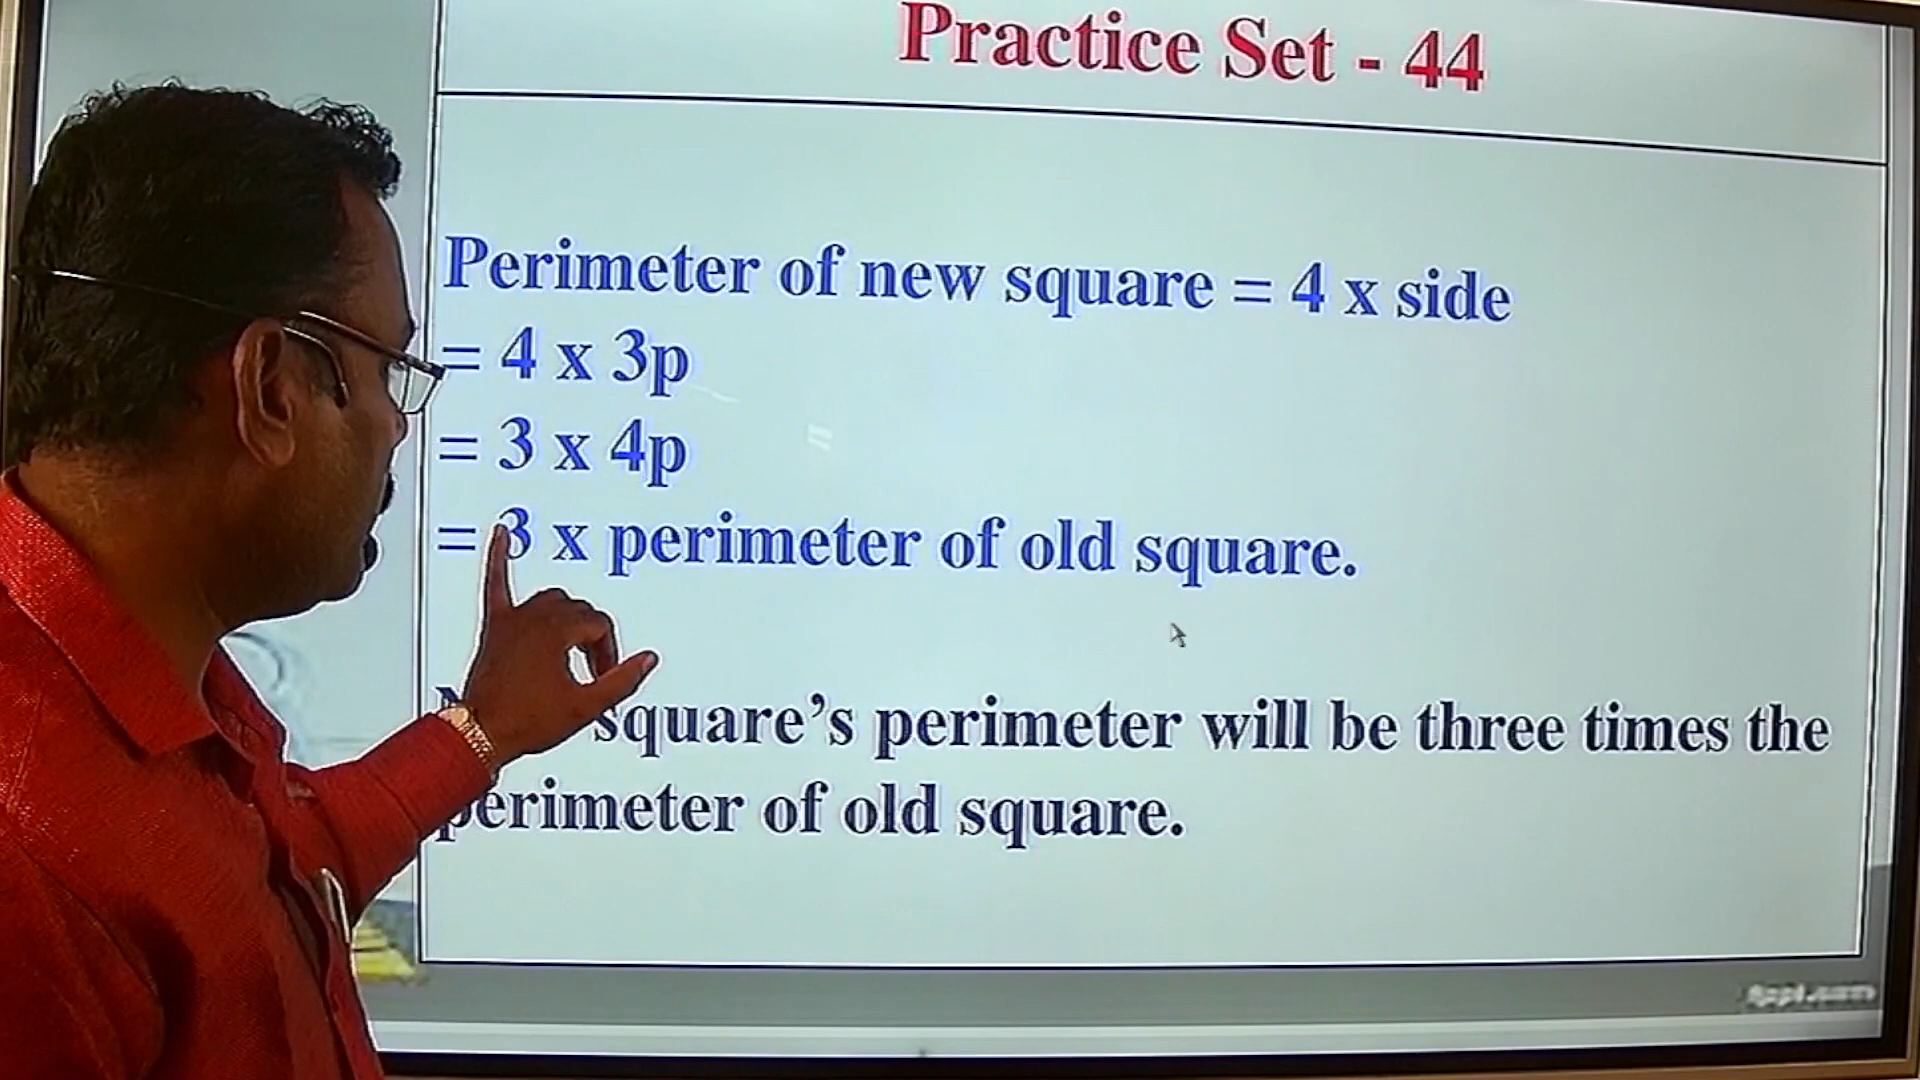 Practice Set - 44
Perimeter of new square = 4 x side
= 4 x 3p
= 3 x 4p
= 3 x perimeter of old square.
square’s perimeter will be three times the
perimeter of old square.